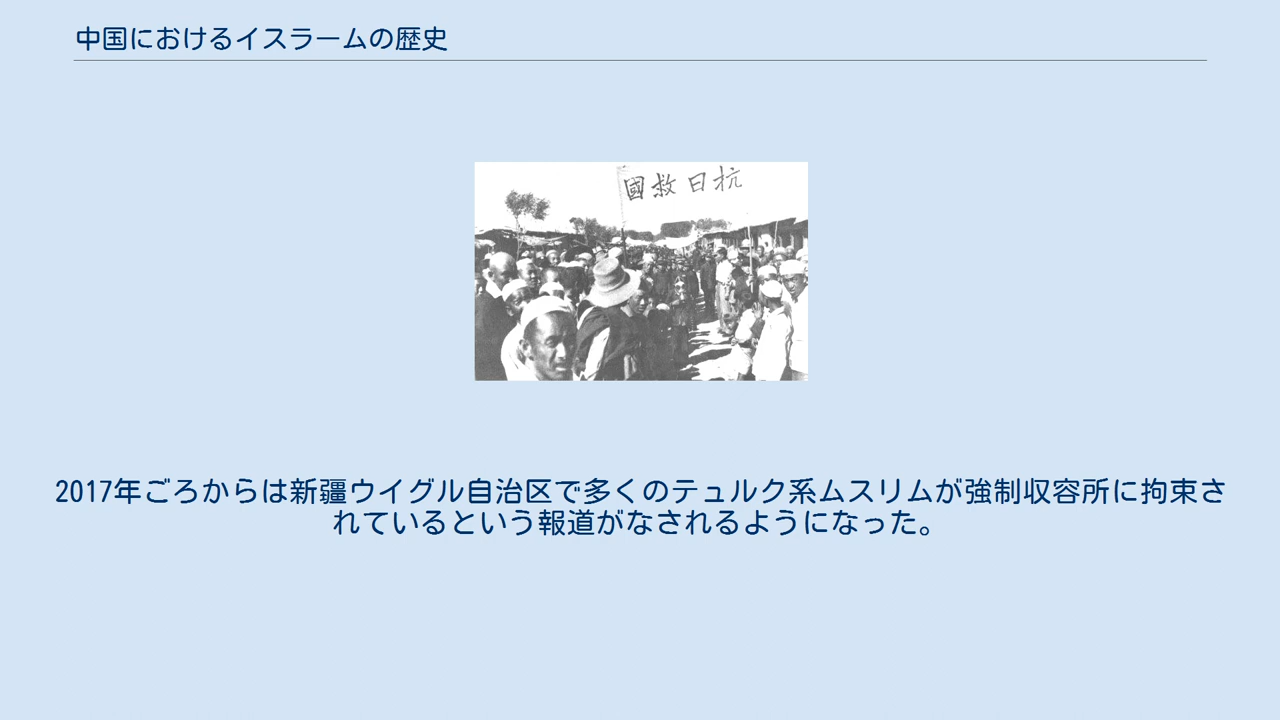 中国におけるイスラームの歴史
國救日抗
2017年ごろからは新疆ウイグル自治区で多くのテュルク系ムスリムが強制収容所に拘束さ
れているという報道がなされるようになった。